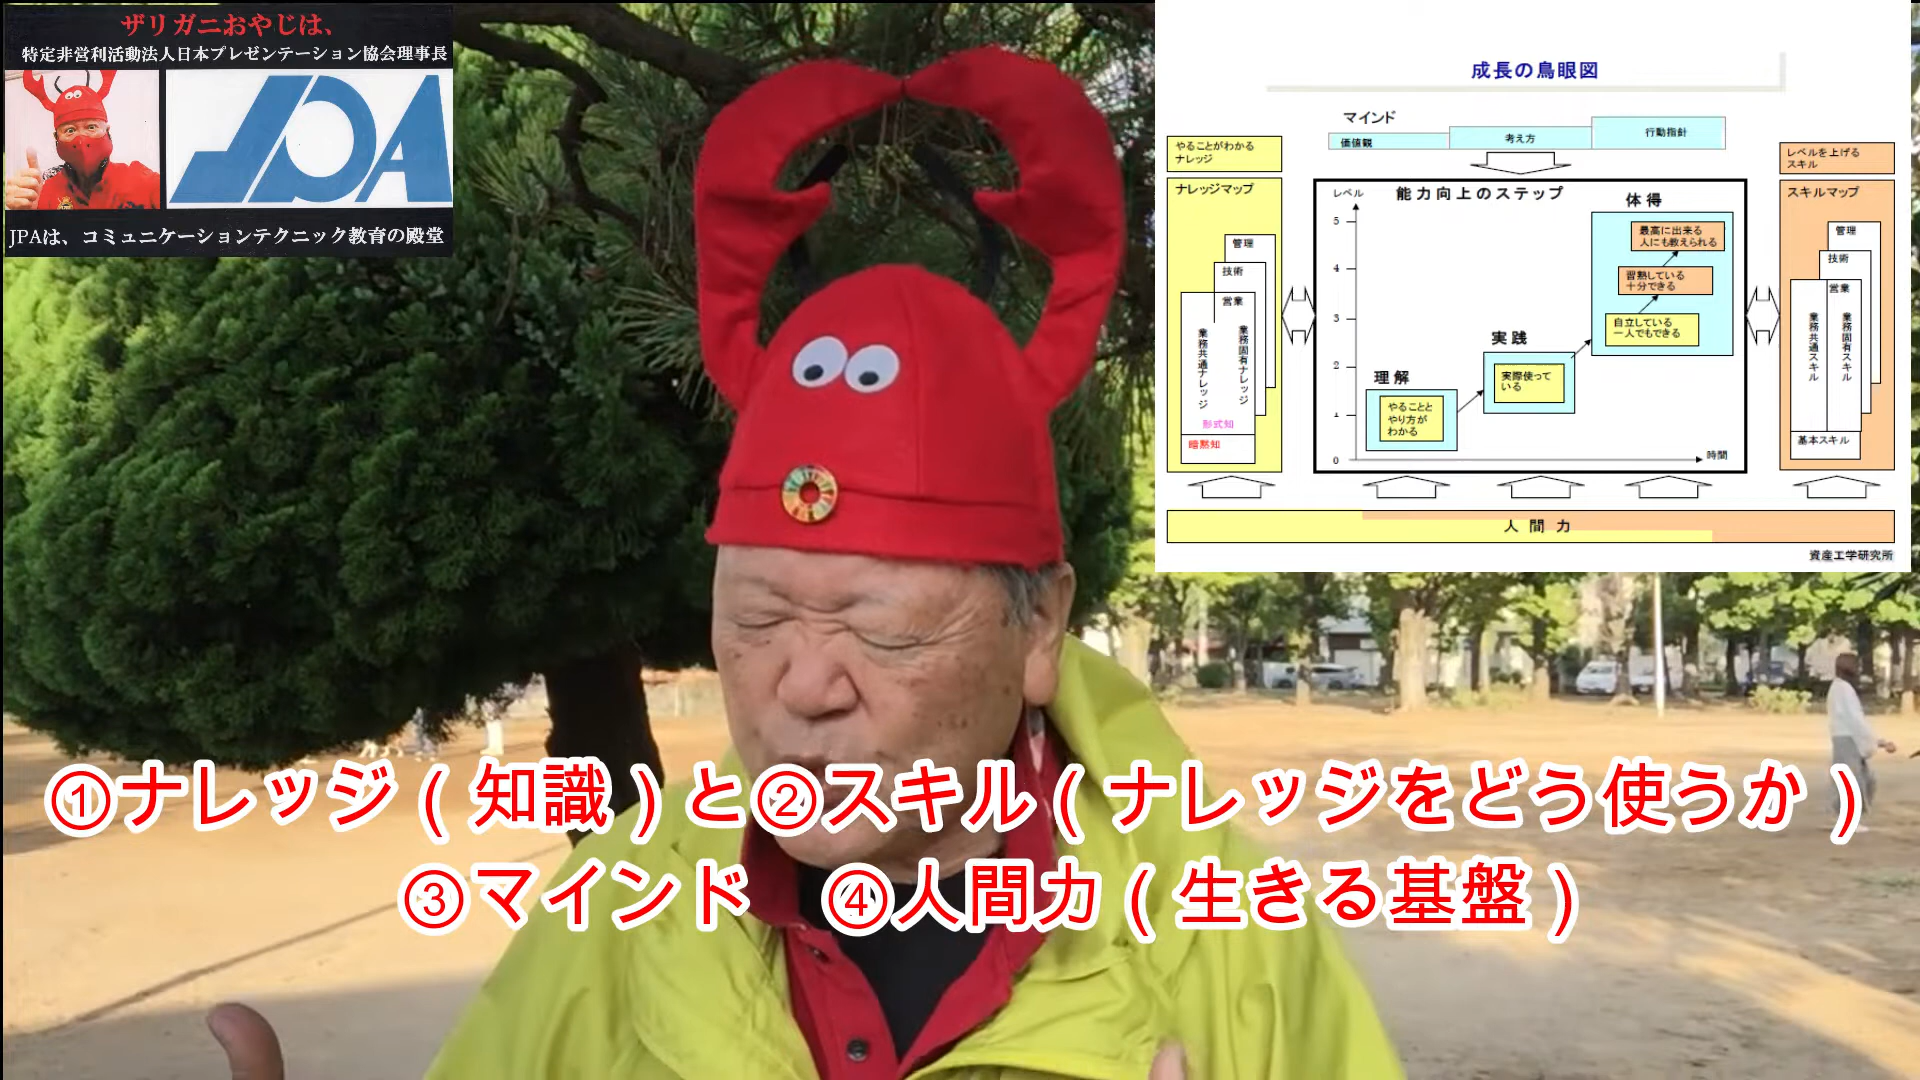 ザリガニおやじは、
特定非営利活動法人日本プレゼンテーション協会理事長
JPA
JPAは、コミュニケーションテクニック教育の殿堂
成長の鳥眼図
マインド
価値観
考え方
行動指針
やることがわかる
ナレッジ
ナレッジマップ
管理
技術
営業
業務共通ナレッジ
業務固有ナレッジ
形式知
暗黙知
レベル
能力向上のステップ
5
4
3
2
1
0
時間
理解
やることと
やり方が
わかる
実践
実際使って
いる
体得
最高に出来る
人にも教えられる
習熟している
十分できる
自立している
一人でもできる
レベルを上げる
スキル
スキルマップ
管理
技術
営業
業務共通スキル
業務固有スキル
基本スキル
人間力
資産工学研究所
①ナレッジ(知識)と②スキル(ナレッジをどう使うか)
③マインド ④人間力(生きる基盤)